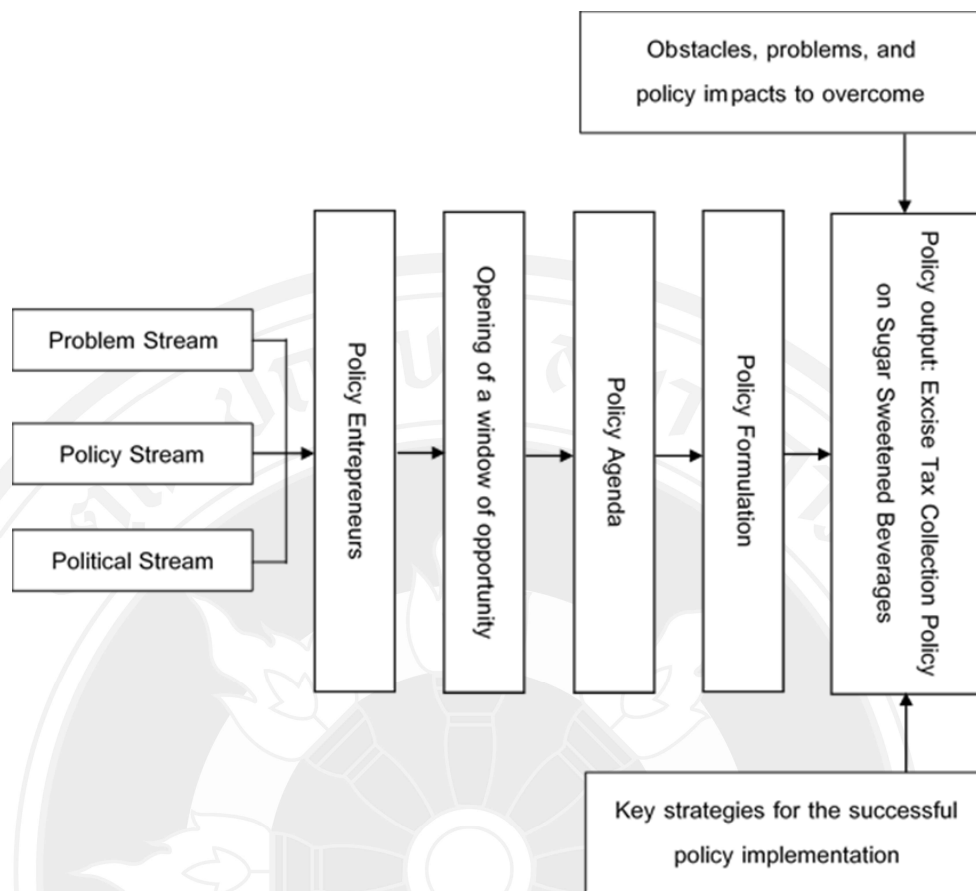 Obstacles, problems, and
policy impacts to overcome
Problem Stream
Policy Stream
Political Stream
Policy Entrepreneurs
Opening of a window of opportunity
Policy Agenda
Policy Formulation
Policy output: Excise Tax Collection Policy
on Sugar Sweetened Beverages
Key strategies for the successful
policy implementation